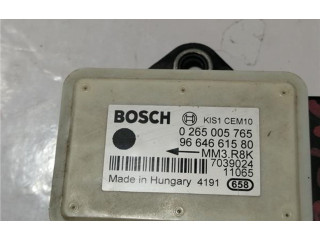 BOSCH KIS1 CEM10
0 265 005 765
96 646 615 80
MM3.R8K
7039024
11065
Made in Hungary 4191 658